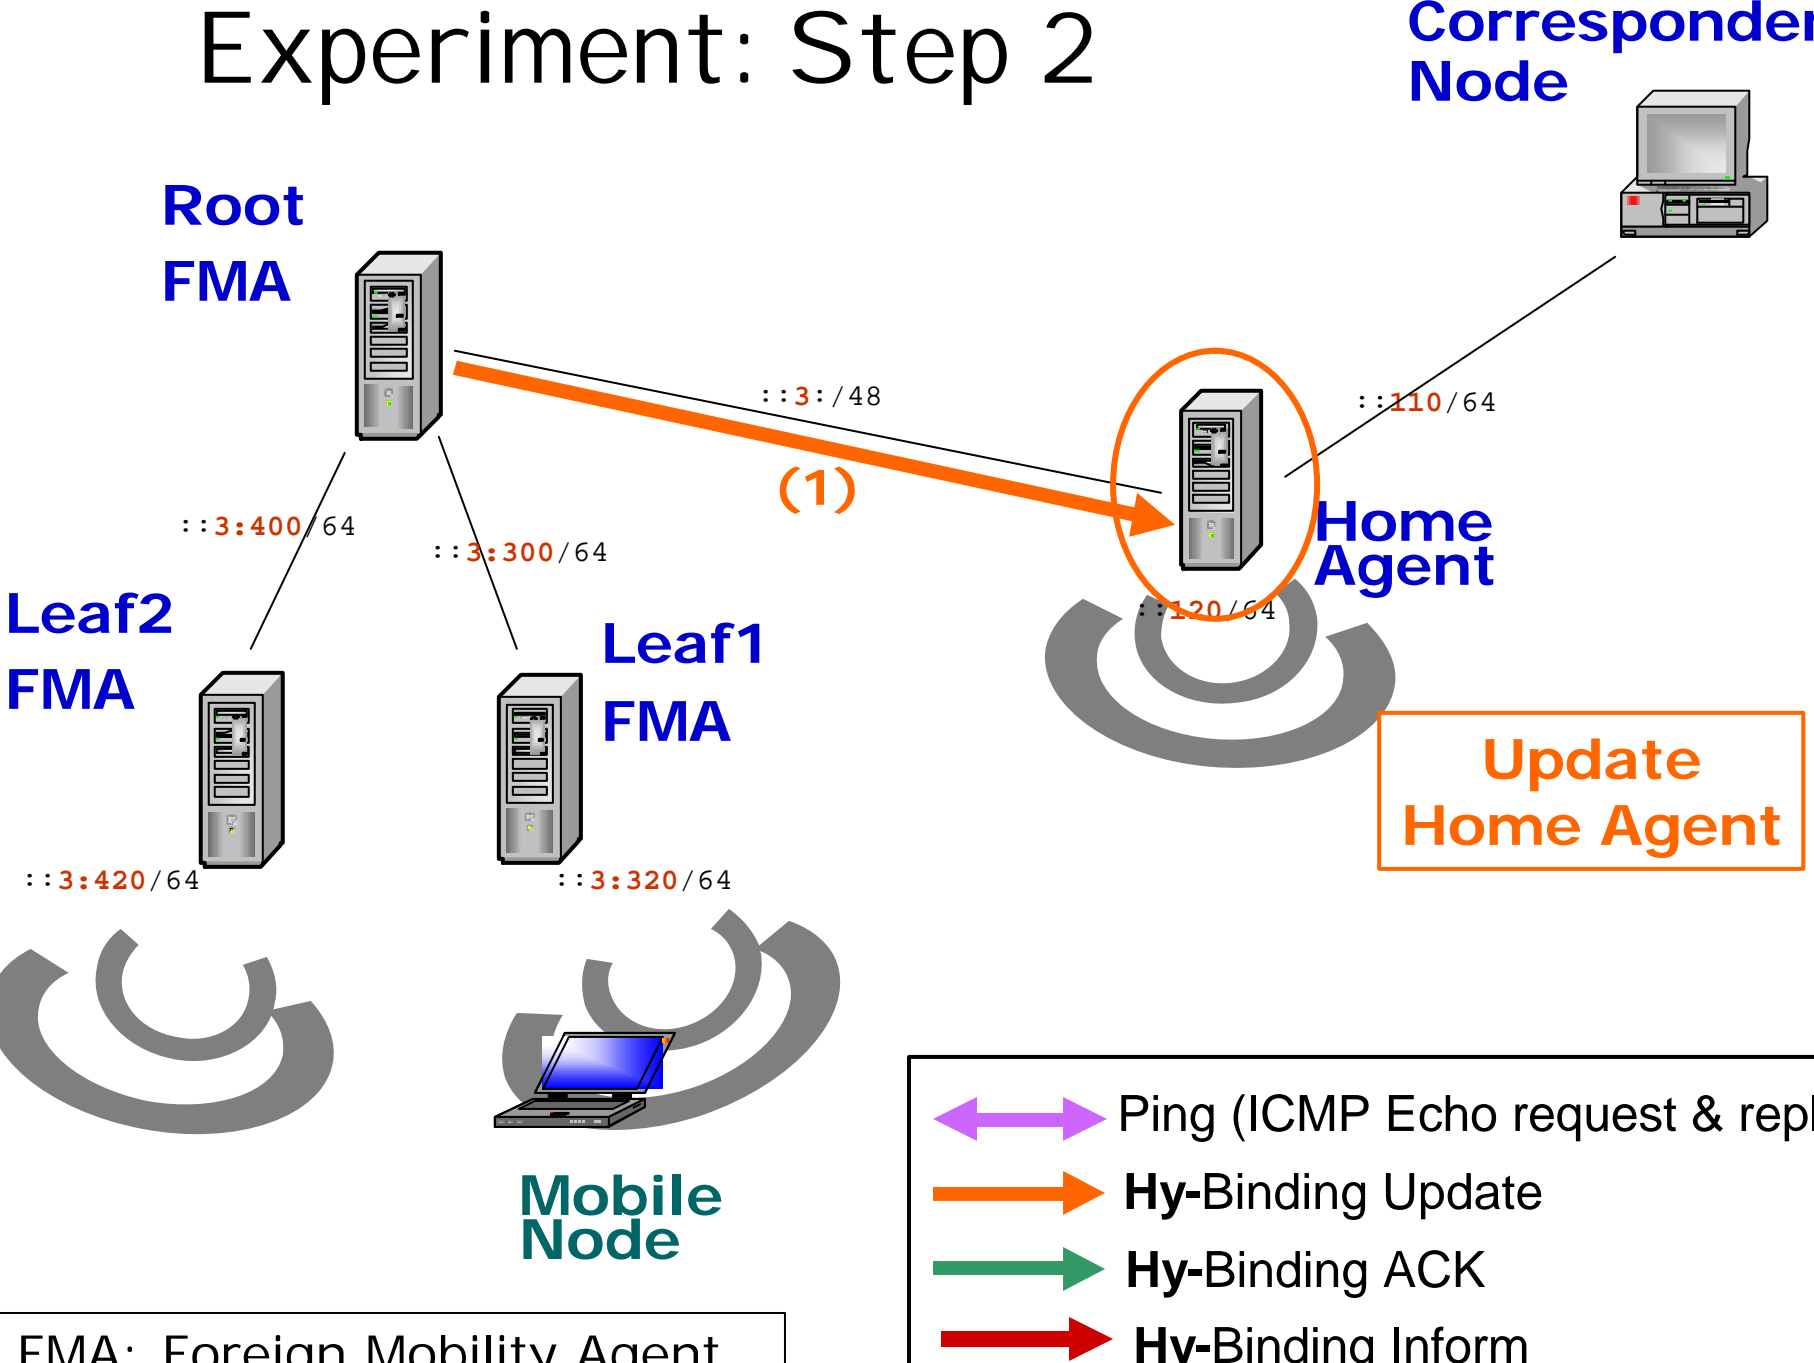 Experiment: Step 2
Node
Root
FMA
::3:/48
::110/64
(1)
Home
Agent
::3:400/64
::3:300/64
::120/64
Leaf2
FMA
Leaf1
FMA
Update
Home Agent
::3:420/64
::3:320/64
Mobile
Node
Ping (ICMP Echo request &
Hy-Binding Update
Hy-Binding ACK
Hy-Binding Inform
FMA: Foreign Mobility Agent